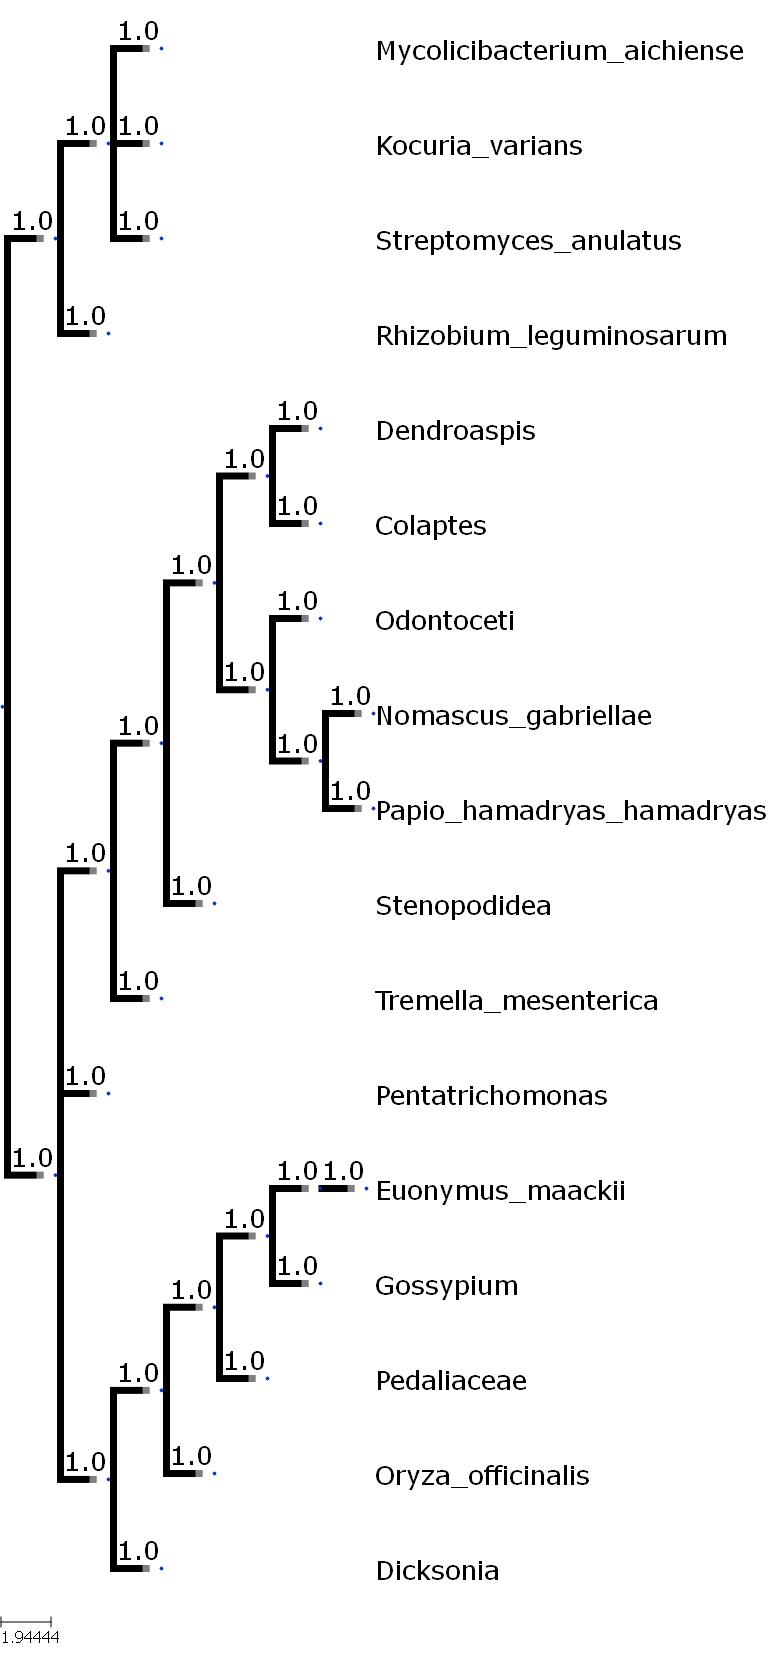 1.0
Mycolicibacterium_aichiense
1.0 1.0
Kocuria_varians
1.0 1.0
Streptomyces_anulatus
1.0
Rhizobium_leguminosarum
1.0
Dendroaspis
1.0
1.0
Colaptes
1.0
1.0
Odontoceti
1.0
1.0
Nomascus_gabriellae
1.0
1.0
1.0
Papio_hamadryas_hamadryas
1.0
1.0
Stenopodidea
1.0
Tremella_mesenterica
1.0
Pentatrichomonas
1.0
1.0 1.0
Euonymus_maackii
1.0
1.0
Gossypium
1.0
1.0
1.0
Pedaliaceae
1.0
1.0
Oryza_officinalis
1.0
Dicksonia
1.94444